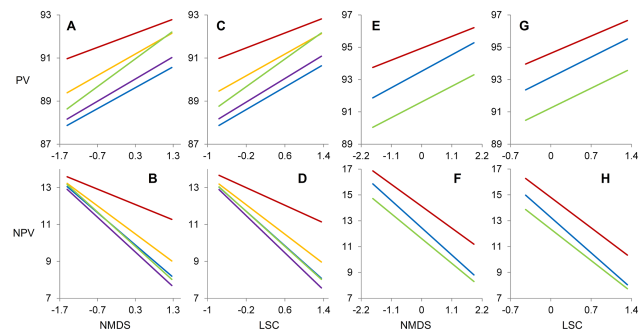 93 A 93 C 97 E 97 G
91 91 95 95
PV 93 93
89 89 91 91
87 87 89 89
-1.7 -0.7 0.3 1.3 -1 -0.2 0.6 1.4 -2.2 -1.1 0 1.1 2.2 -0.6 0.4 1.4
B D 17 F 17 H
13 13 15 15
NPV 11 11 13 13
11 11
9 9 9 9
7 7 7 7
-1.7 -0.7 0.3 1.3 -1 -0.2 0.6 1.4 -2.2 -1.1 0 1.1 2.2 -0.6 0.4 1.4
NMDS LSC NMDS LSC